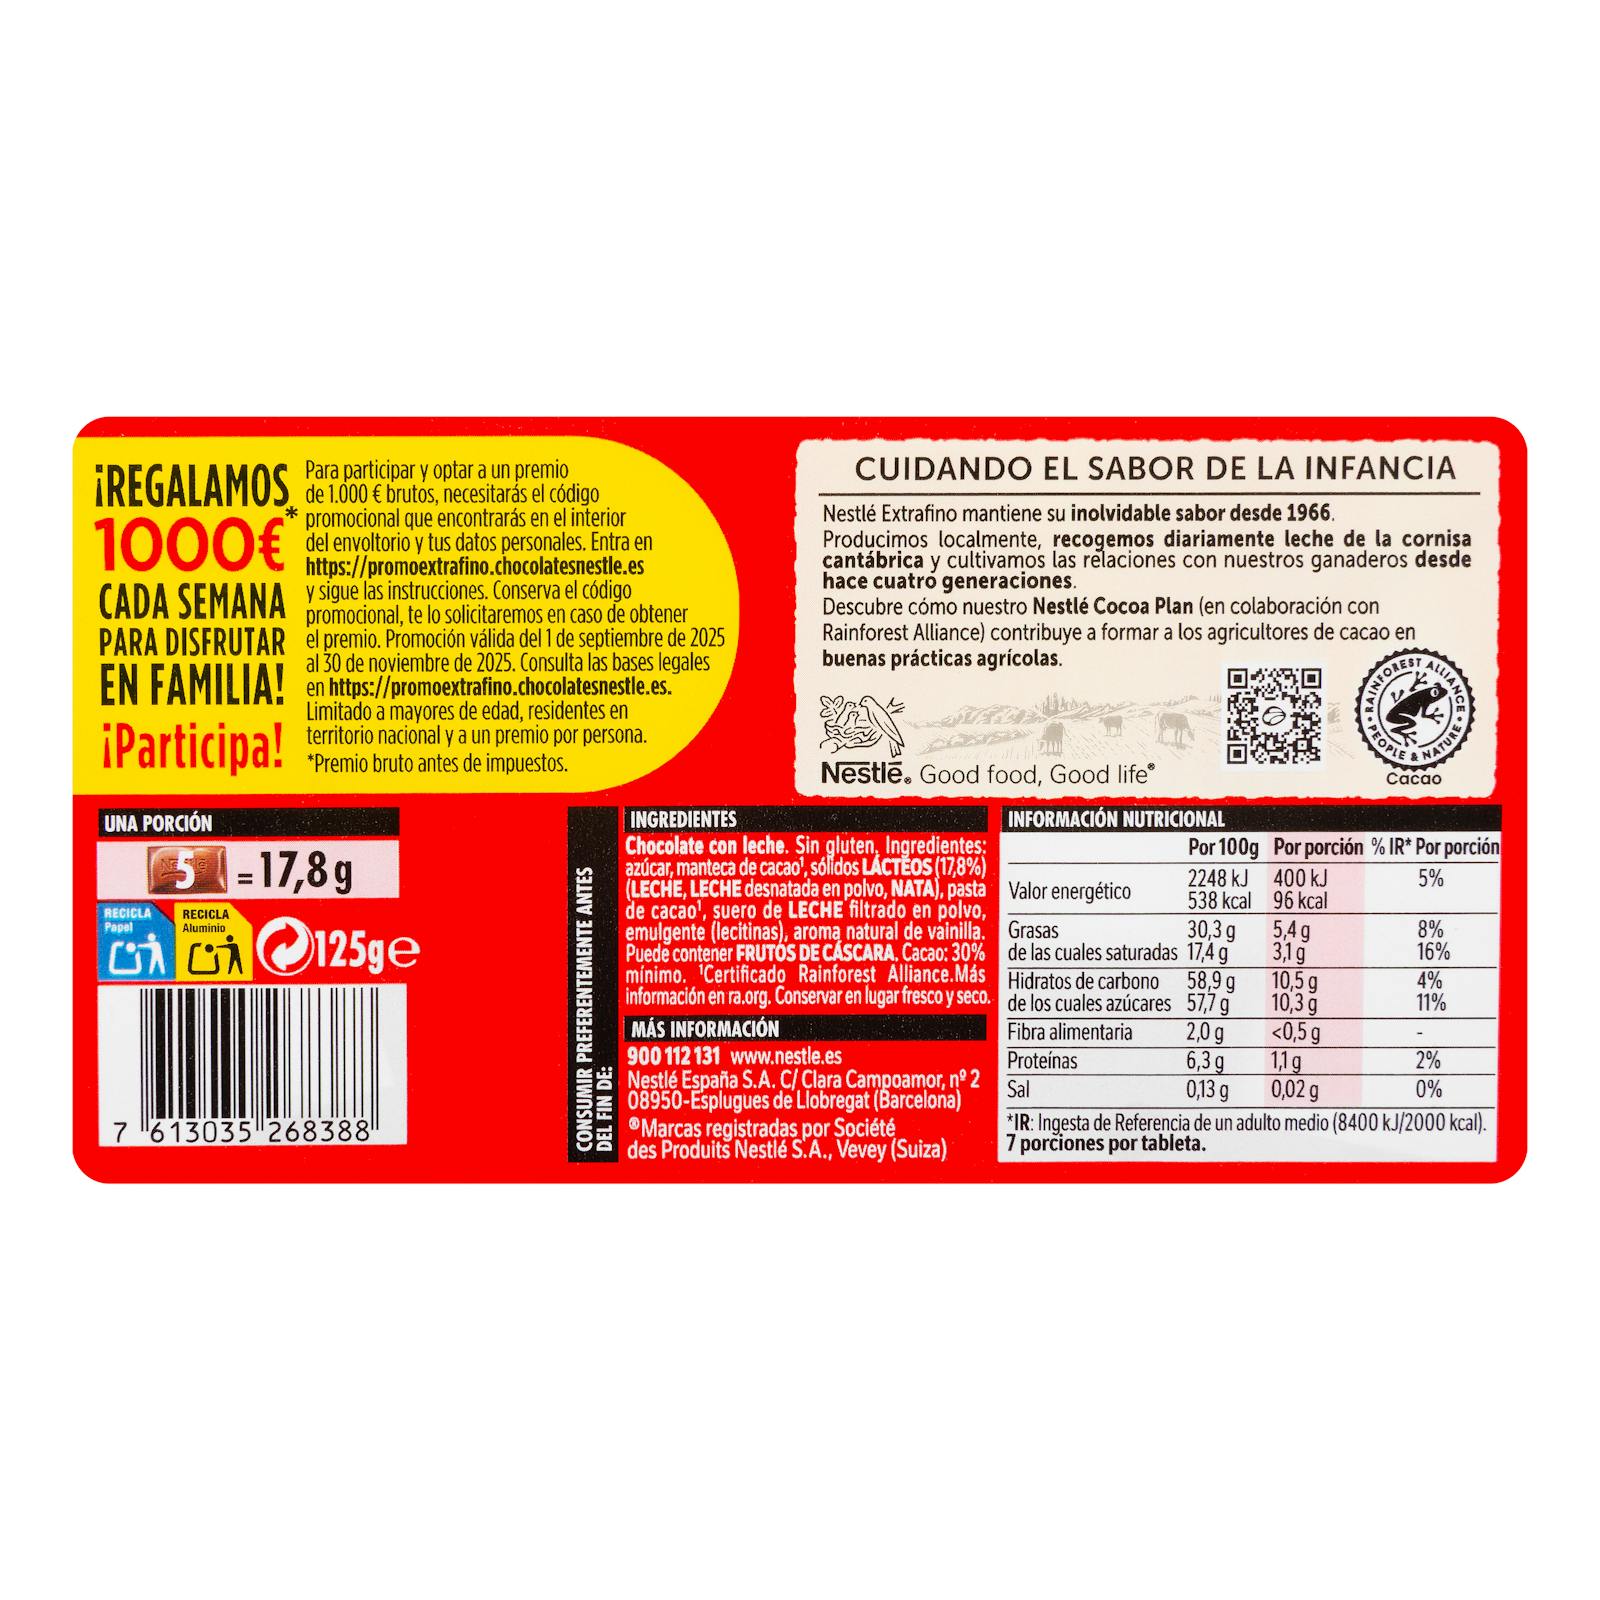 ¡REGALAMOS
1000€*
CADA SEMANA
PARA DISFRUTAR
EN FAMILIA!
¡Participa!
Para participar y optar a un premio
de 1.000 € brutos, necesitarás el código
promocional que encontrarás en el interior
del envoltorio y tus datos personales. Entra en
https://promoextrafino.chocolatesnestle.es
y sigue las instrucciones. Conserva el código
promocional, te lo solicitaremos en caso de obtener
el premio. Promoción válida del 1 de septiembre de 2025
al 30 de noviembre de 2025. Consulta las bases legales
en https://promoextrafino.chocolatesnestle.es.
Limitado a mayores de edad, residentes en
territorio nacional y a un premio por persona.
*Premio bruto antes de impuestos.
CUIDANDO EL SABOR DE LA INFANCIA
Nestlé Extrafino mantiene su inolvidable sabor desde 1966.
Producimos localmente, recogemos diariamente leche de la cornisa
cantábrica y cultivamos las relaciones con nuestros ganaderos desde
hace cuatro generaciones.
Descubre cómo nuestro Nestlé Cocoa Plan (en colaboración con
Rainforest Alliance) contribuye a formar a los agricultores de cacao en
buenas prácticas agrícolas.
Nestlé® Good food, Good life®
RAINFOREST ALLIANCE
PEOPLE & NATURE
Cacao
UNA PORCIÓN
Nestlé
5 = 17,8 g
RECICLA
Papel
RECICLA
Aluminio
125g℮
7 613035 268388
CONSUMIR PREFERENTEMENTE ANTES
DEL FIN DE:
INGREDIENTES
Chocolate con leche. Sin gluten. Ingredientes:
azúcar, manteca de cacao¹, sólidos LÁCTEOS (17,8%)
(LECHE, LECHE desnatada en polvo, NATA), pasta
de cacao¹, suero de LECHE filtrado en polvo,
emulgente (lecitinas), aroma natural de vainilla.
Puede contener FRUTOS DE CÁSCARA. Cacao: 30%
mínimo. ¹Certificado Rainforest Alliance.Más
información en ra.org. Conservar en lugar fresco y seco.
MÁS INFORMACIÓN
900 112 131 www.nestle.es
Nestlé España S.A. C/ Clara Campoamor, nº 2
08950-Esplugues de Llobregat (Barcelona)
®Marcas registradas por Société
des Produits Nestlé S.A., Vevey (Suiza)
INFORMACIÓN NUTRICIONAL
Por 100g Por porción % IR* Por porción
Valor energético 2248 kJ 400 kJ 5%
538 kcal 96 kcal
Grasas 30,3 g 5,4 g 8%
de las cuales saturadas 17,4 g 3,1 g 16%
Hidratos de carbono 58,9 g 10,5 g 4%
de los cuales azúcares 57,7 g 10,3 g 11%
Fibra alimentaria 2,0 g <0,5 g -
Proteínas 6,3 g 1,1 g 2%
Sal 0,13 g 0,02 g 0%
*IR: Ingesta de Referencia de un adulto medio (8400 kJ/2000 kcal).
7 porciones por tableta.